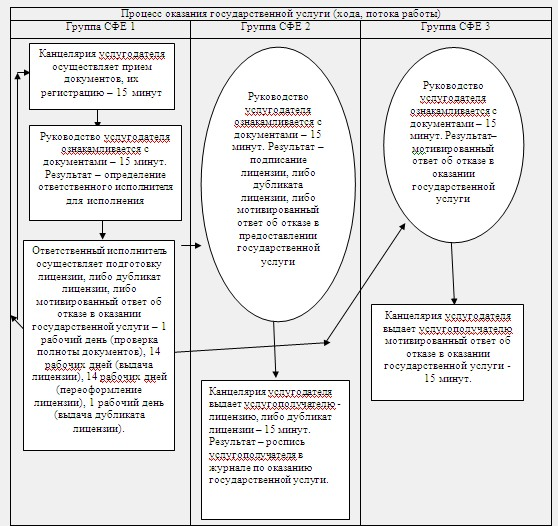 Процесс оказания государственной услуги (хода, потока работы)
Группа СФЕ 1
Группа СФЕ 2
Группа СФЕ 3
Канцелярия услугодателя
осуществляет прием
документов, их
регистрацию – 15 минут
Руководство услугодателя
ознакамливается с
документами – 15 минут.
Результат – определение
ответственого исполнителя
для исполнения
Ответственный исполнитель
осуществляет подготовку
лицензии, либо дубликат
лицензии, либо
мотивированный ответ об
отказе в оказании
государственной услуги – 1
рабочий день (проверка
полноты документов), 14
рабочих дней (выдача
лицензии), 14 рабочих дней
(переоформление
лицензии), 1 рабочий день
(выдача дубликата
лицензии).
Руководство
услугодателя
ознакамливается с
документами – 15
минут. Результат –
подписание
лицензии, либо
дубликата
лицензии, либо
мотивированный
ответ об отказе в
предоставлении
государственной
услуги
Канцелярия услугодателя
выдает услугополучателю -
лицензию, либо дубликат
лицензии – 15 минут.
Результат – роспись
услугополучателя в
журнале по оказанию
государственной услуги.
Руководство
услугодателя
ознакамливается с
документами – 15
минут. Результат–
мотивированный
ответ об отказе в
оказании
государственной
услуги
Канцелярия услугодателя
выдает услугополучателю
мотивированный ответ об
отказе в оказании
государственной услуги -
15 минут.